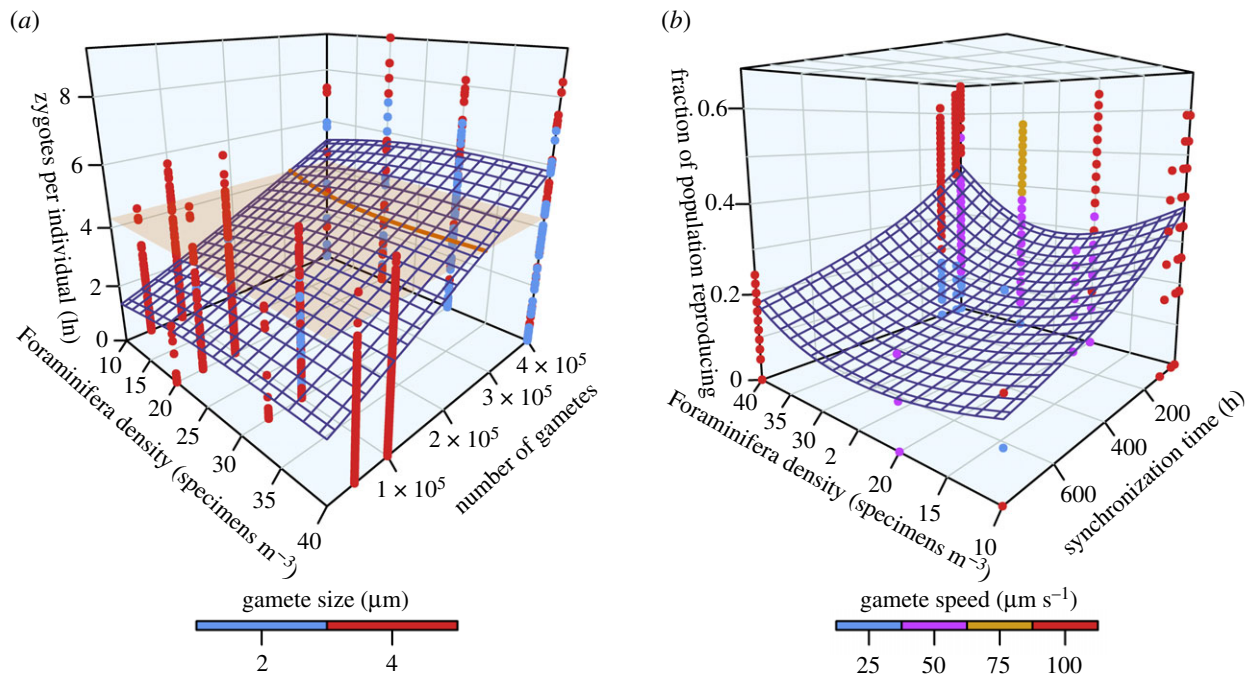 (a)
zygotes per individual (ln)
8
6
4
2
0
10
15
20
25
30
35
40
Foraminifera density (specimens m⁻³)
1 × 10⁵
2 × 10⁵
3 × 10⁵
4 × 10⁵
number of gametes
gamete size (µm)
2 4
(b)
fraction of population reproducing
0.6
0.4
0.2
0
40
35
30
2
20
15
10
Foraminifera density (specimens m⁻³)
600
400
200
synchronization time (h)
gamete speed (µm s⁻¹)
25 50 75 100